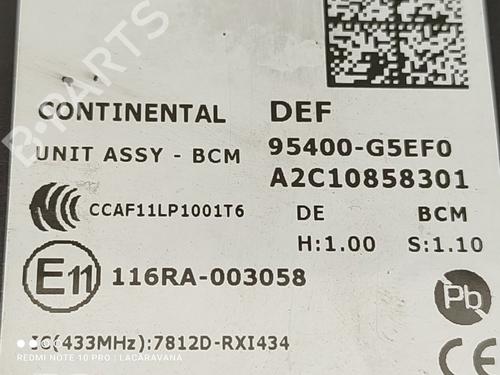 CONTINENTAL DEF
UNIT ASSY - BCM 95400-G5EF0
A2C10858301
CCAF11LP1001T6 DE BCM
H:1.00 S:1.10
E11 116RA-003058
Pb
IC(433MHz):7812D-RXI434
B-PARTS
REDMI NOTE 10 PRO | LACARAVANA